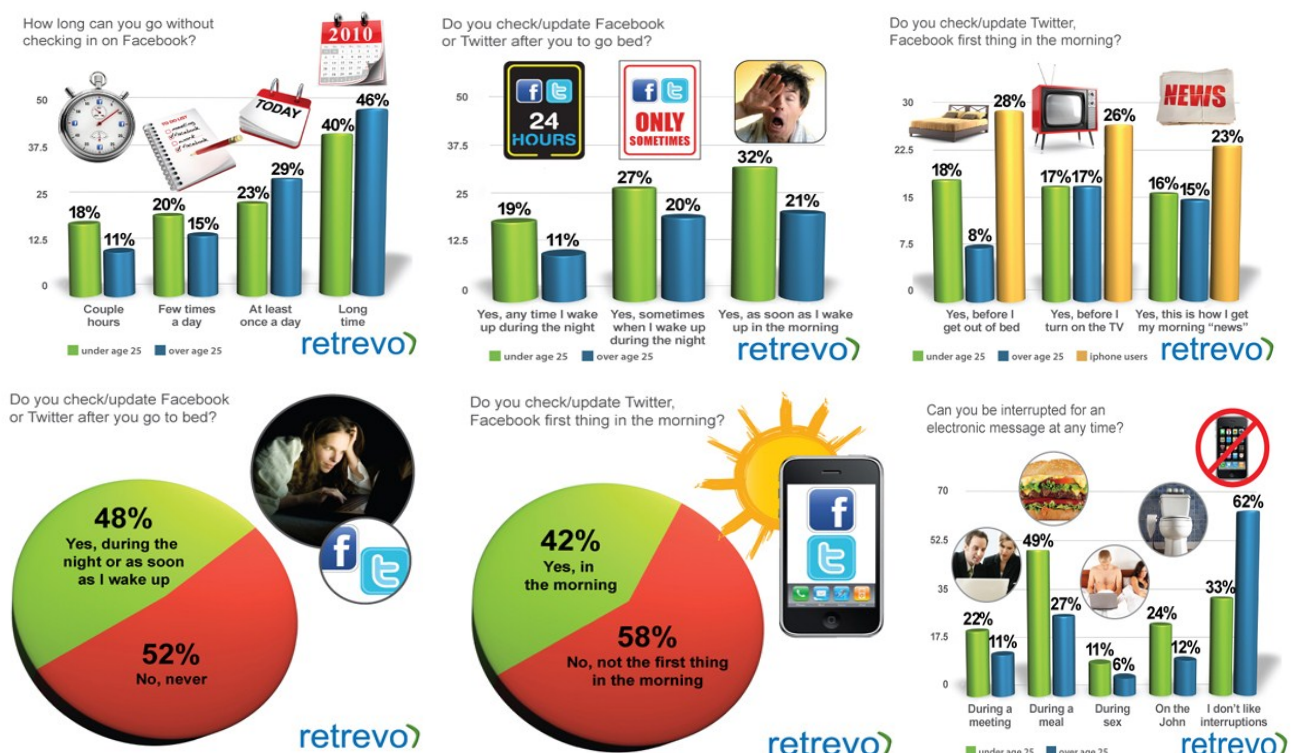 How long can you go without
checking in on Facebook?
2010
TO DO LIST
meeting
Facebook
work
Facebook
TODAY
50
37.5
25
12.5
0
18%
11%
20%
15%
23%
29%
40%
46%
Couple
hours
Few times
a day
At least
once a day
Long
time
under age 25
over age 25
retrevo
Do you check/update Facebook
or Twitter after you to go bed?
f t
24
HOURS
f t
ONLY
SOMETIMES
50
37.5
25
12.5
0
19%
11%
27%
20%
32%
21%
Yes, any time I wake
up during the night
Yes, sometimes
when I wake up
during the night
Yes, as soon as I wake
up in the morning
under age 25
over age 25
retrevo
Do you check/update Twitter,
Facebook first thing in the morning?
NEWS
30
22.5
15
7.5
0
18%
8%
28%
17%
17%
26%
16%
15%
23%
Yes, before I
get out of bed
Yes, before I
turn on the TV
Yes, this is how I get
my morning “news”
under age 25
over age 25
iphone users
retrevo
Do you check/update Facebook
or Twitter after you go to bed?
48%
Yes, during the
night or as soon
as I wake up
52%
No, never
f t
retrevo
Do you check/update Twitter,
Facebook first thing in the morning?
42%
Yes, in
the morning
58%
No, not the first thing
in the morning
f
t
retrevo
Can you be interrupted for an
electronic message at any time?
70
52.5
35
17.5
0
22%
11%
49%
27%
11%
6%
24%
12%
33%
62%
During a
meeting
During a
meal
During
sex
On the
John
I don’t like
interruptions
under age 25
over age 25
retrevo